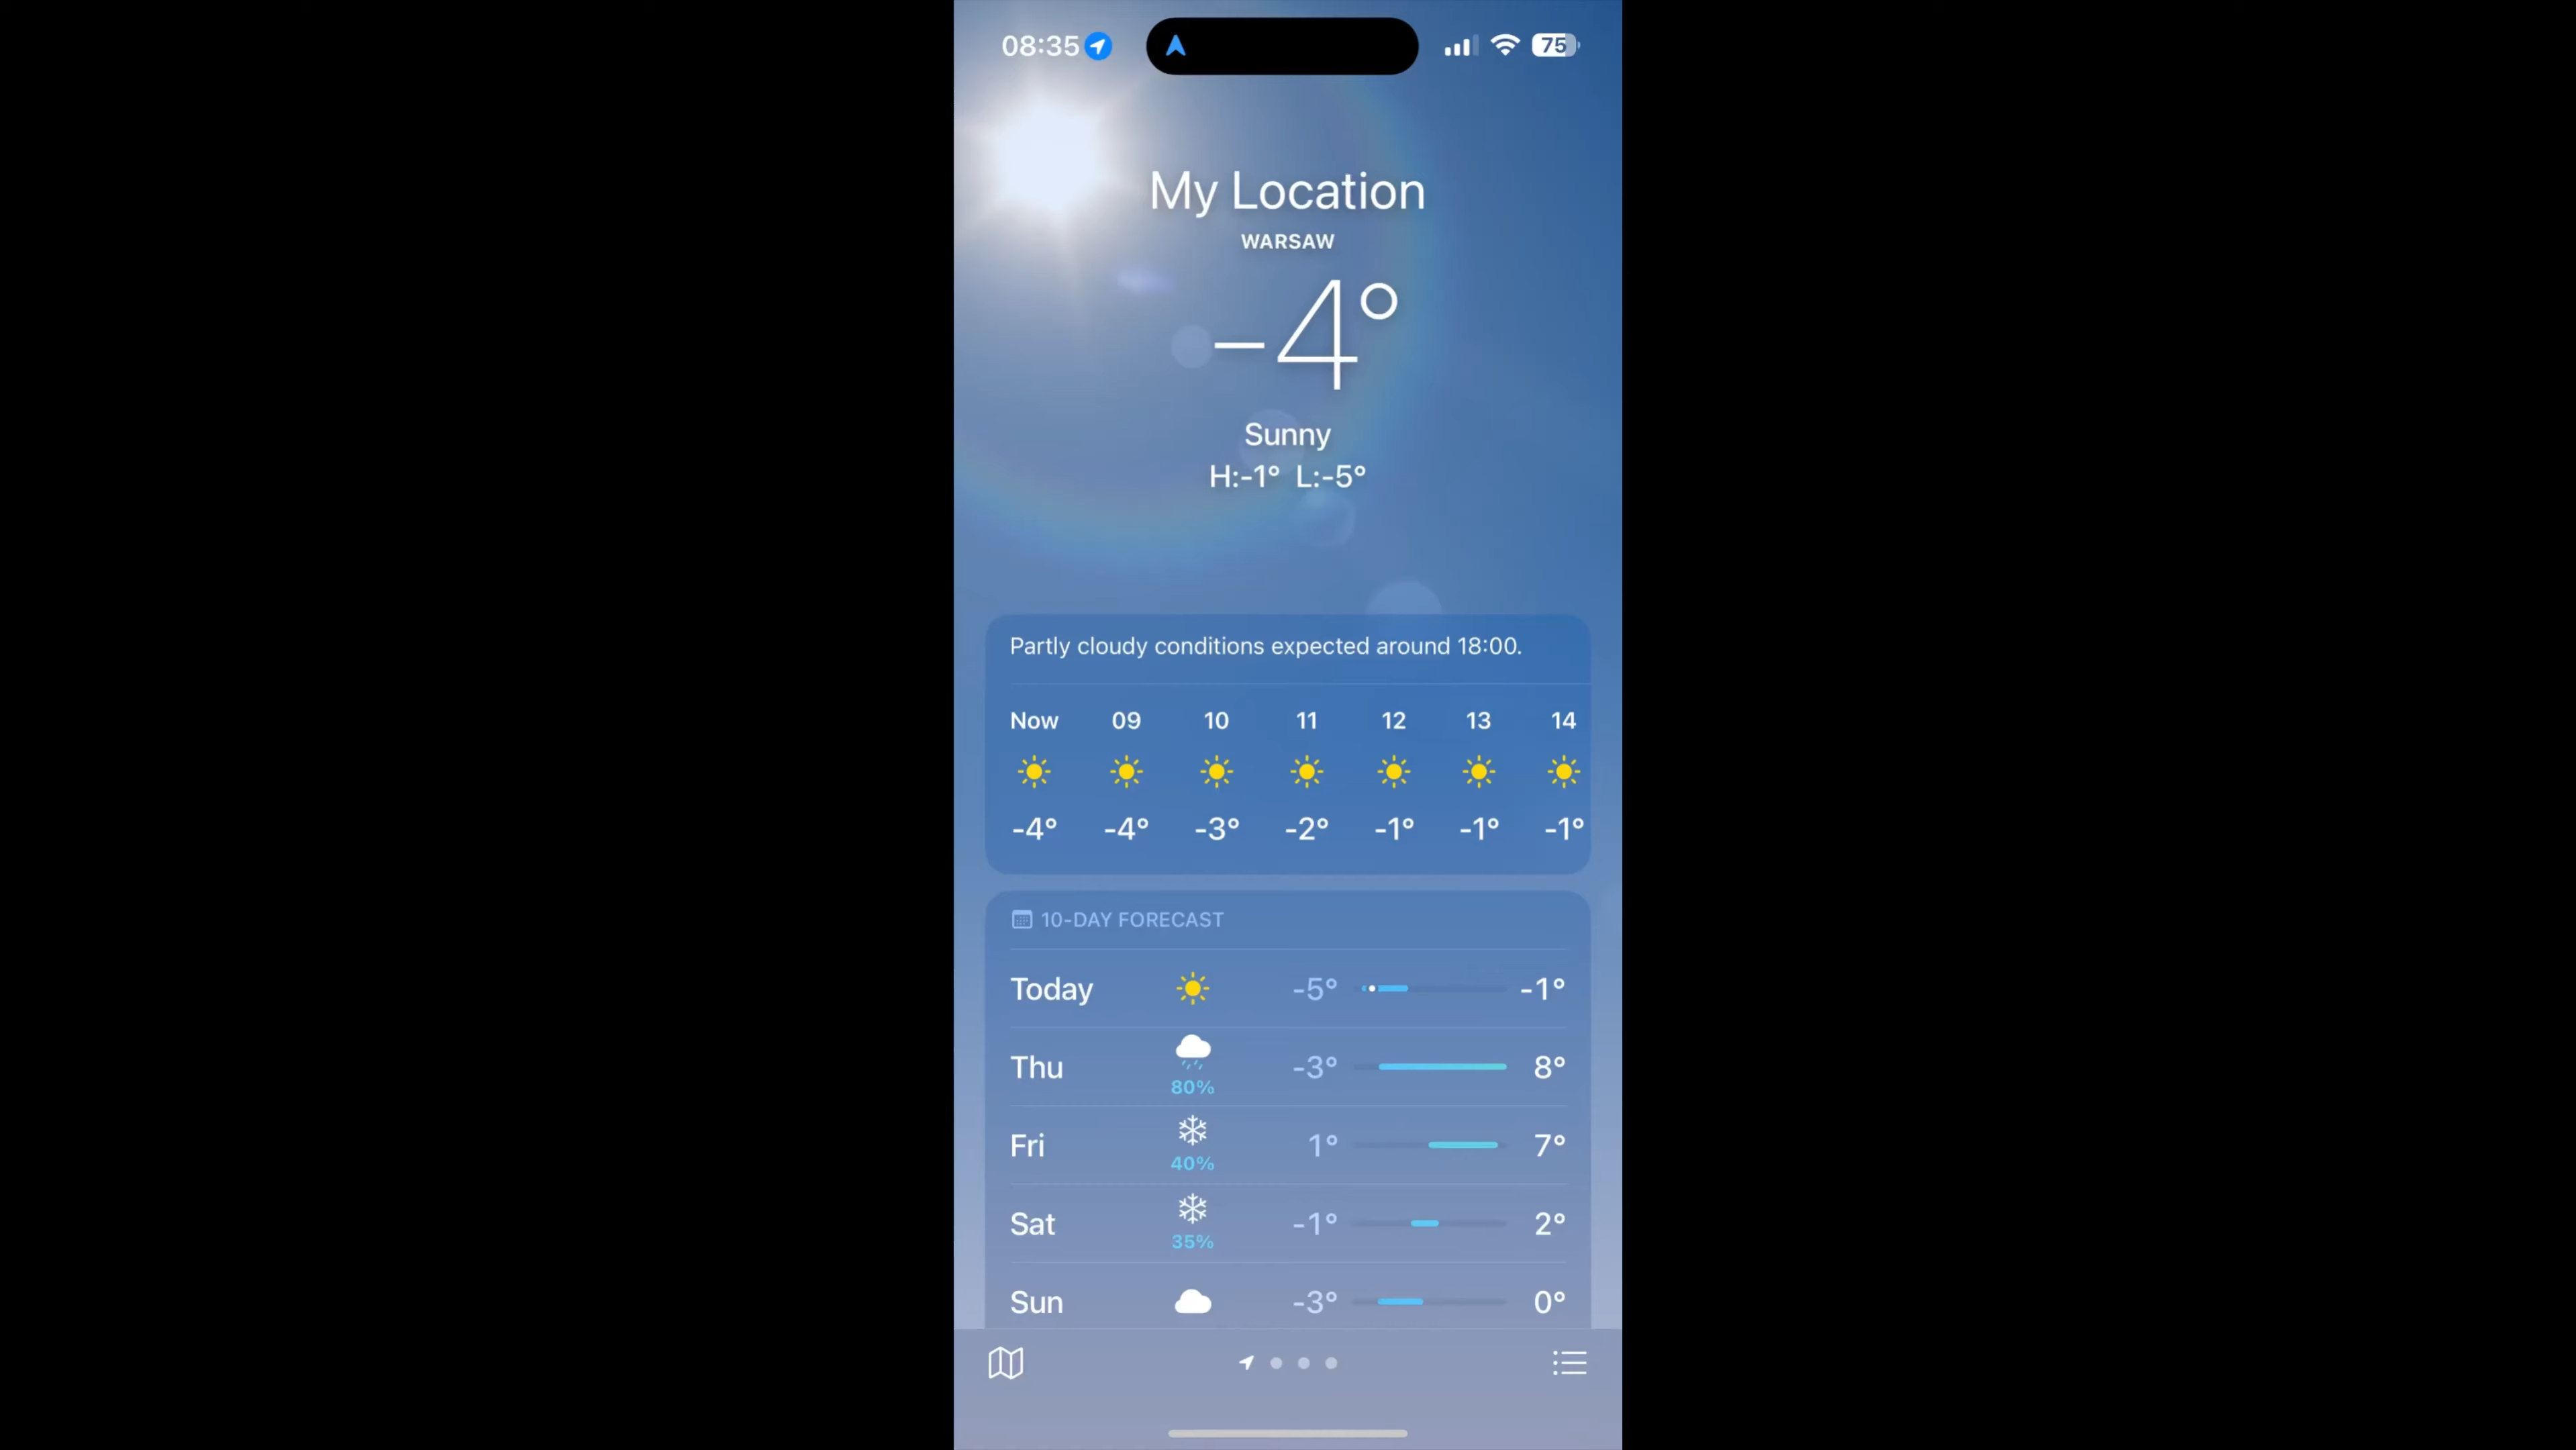 08:35 75
My Location
WARSAW
-4°
Sunny
H:-1° L:-5°
Partly cloudy conditions expected around 18:00.
Now 09 10 11 12 13 14
-4° -4° -3° -2° -1° -1° -1°
10-DAY FORECAST
Today -5° -1°
Thu 80% -3° 8°
Fri 40% 1° 7°
Sat 35% -1° 2°
Sun -3° 0°